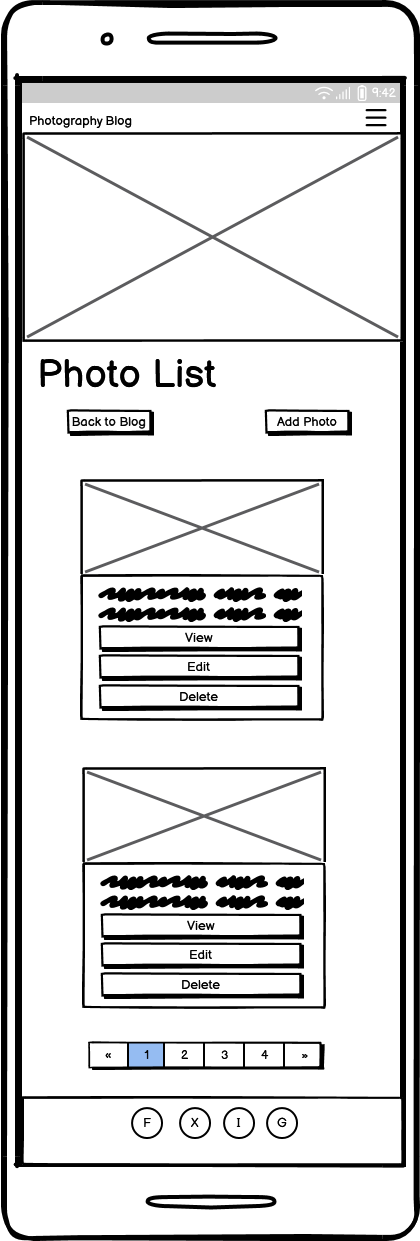 9:42
Photography Blog
Photo List
Back to Blog
Add Photo
View
Edit
Delete
View
Edit
Delete
« 1 2 3 4 »
F X I G